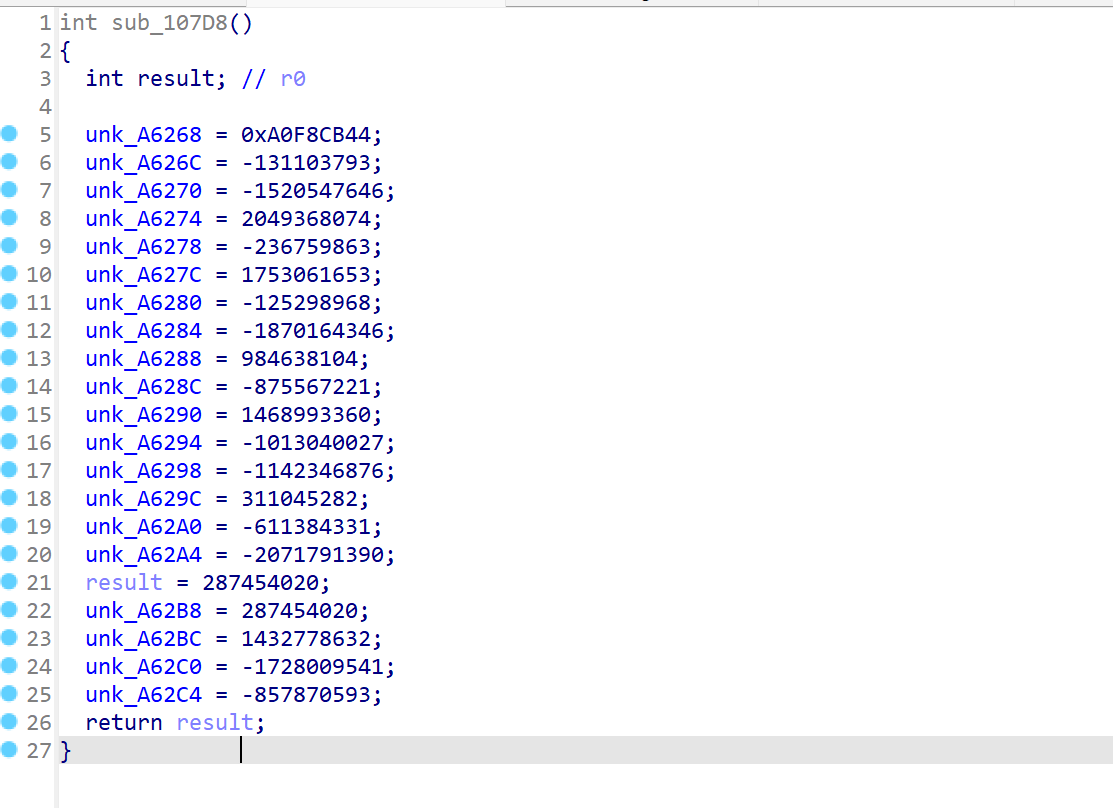 1 int sub_107D8()
2 {
3   int result; // r0
4
5   unk_A6268 = 0xA0F8CB44;
6   unk_A626C = -131103793;
7   unk_A6270 = -1520547646;
8   unk_A6274 = 2049368074;
9   unk_A6278 = -236759863;
10   unk_A627C = 1753061653;
11   unk_A6280 = -125298968;
12   unk_A6284 = -1870164346;
13   unk_A6288 = 984638104;
14   unk_A628C = -875567221;
15   unk_A6290 = 1468993360;
16   unk_A6294 = -1013040027;
17   unk_A6298 = -1142346876;
18   unk_A629C = 311045282;
19   unk_A62A0 = -611384331;
20   unk_A62A4 = -2071791390;
21   result = 287454020;
22   unk_A62B8 = 287454020;
23   unk_A62BC = 1432778632;
24   unk_A62C0 = -1728009541;
25   unk_A62C4 = -857870593;
26   return result;
27 }